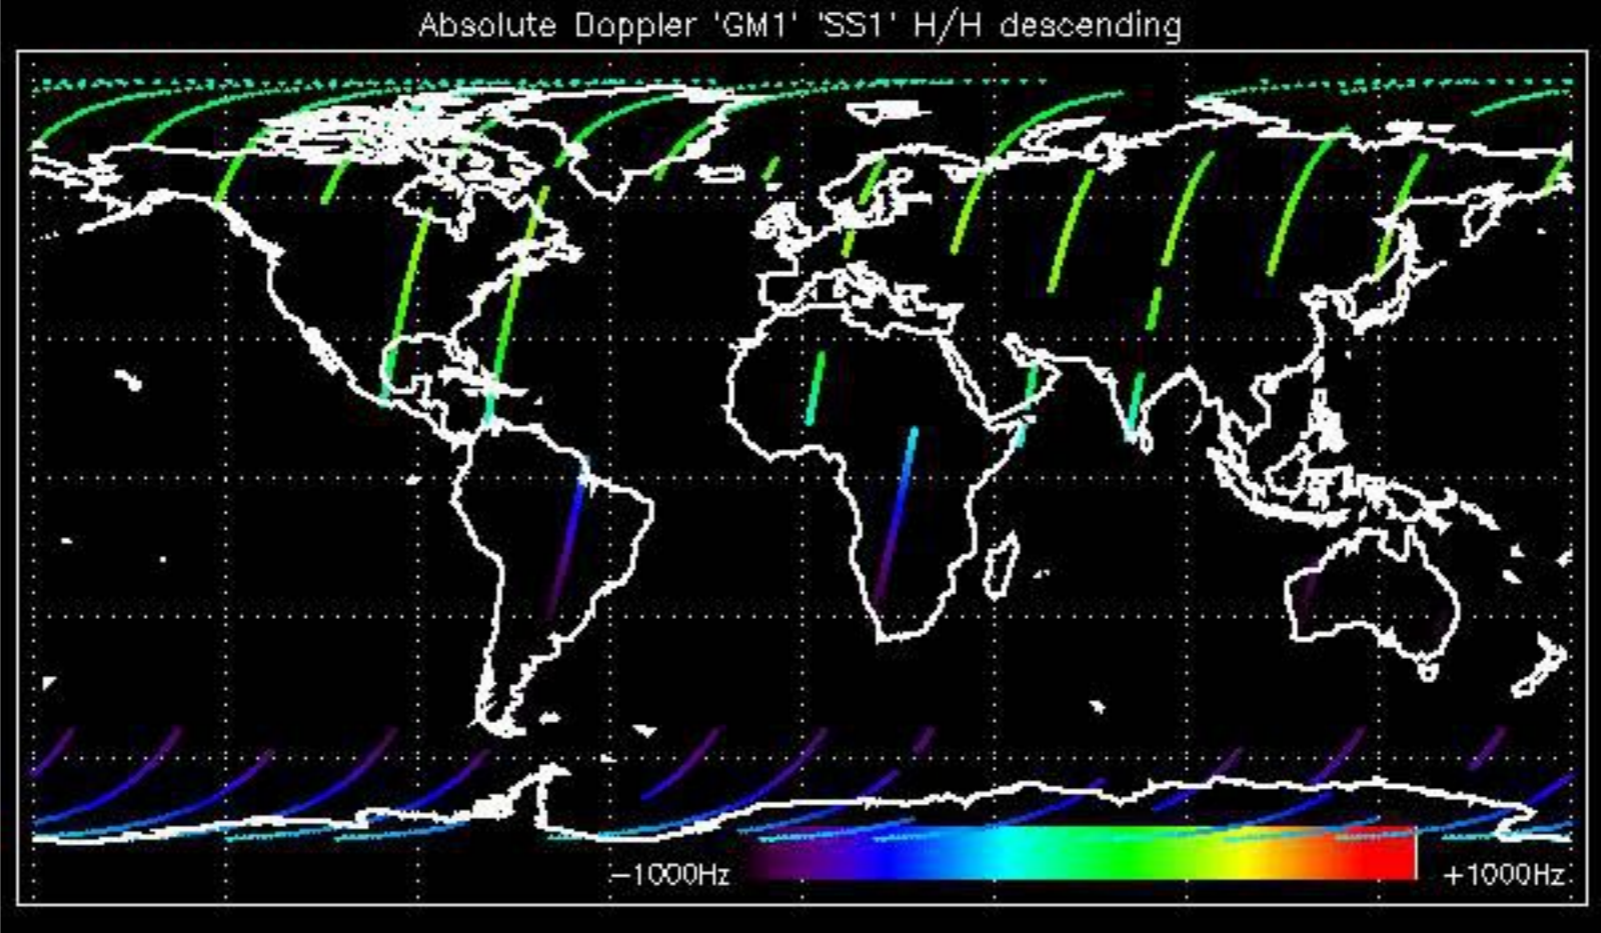 Absolute Doppler 'GM1' 'SS1' H/H descending
−1000Hz +1000Hz